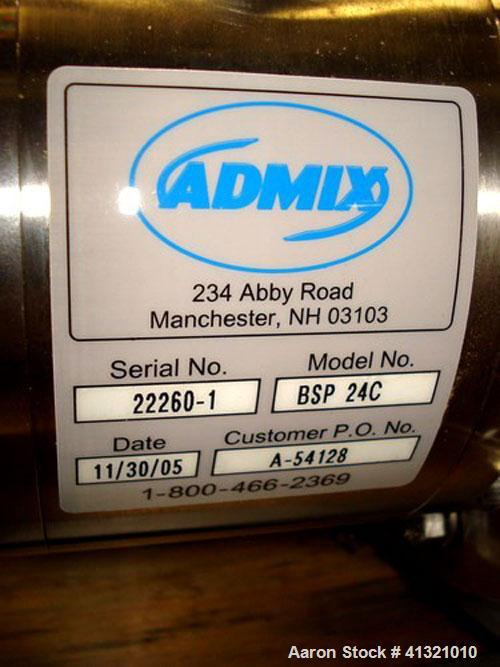 ADMIX
234 Abby Road
Manchester, NH 03103
Serial No. Model No.
22260-1 BSP 24C
Date Customer P.O. No.
11/30/05 A-54128
1-800-466-2369
Aaron Stock # 41321010